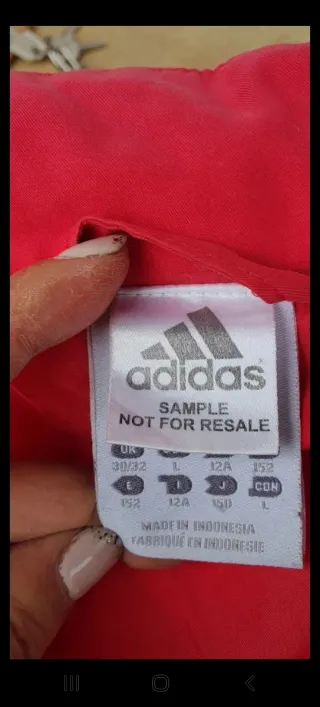 adidas
SAMPLE
NOT FOR RESALE
UK
30/32 L 12A 152
E I J CDN
152 12A 150 L
MADE IN INDONESIA
FABRIQUÉ EN INDONESIE